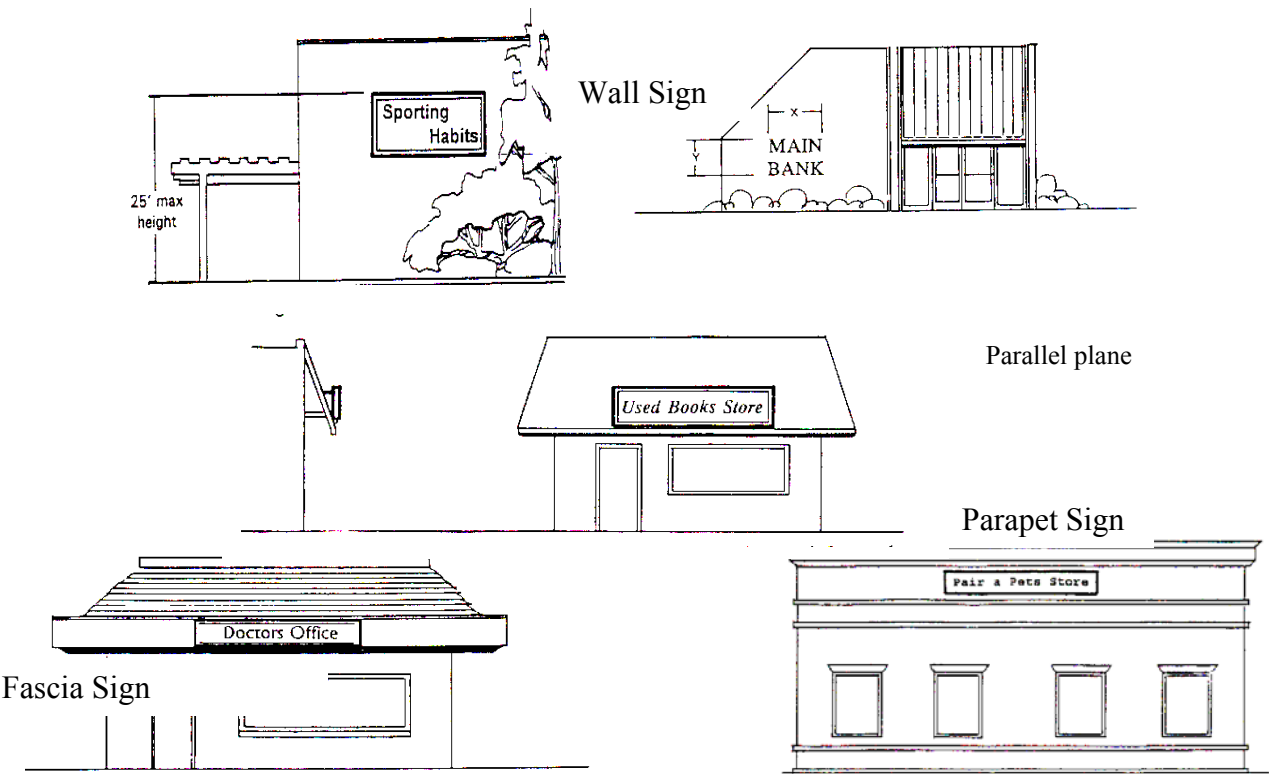 Wall Sign
Sporting
Habits
25' max
height
x
Y
MAIN
BANK
Parallel plane
Used Books Store
Parapet Sign
Pair a Pets Store
Doctors Office
Fascia Sign